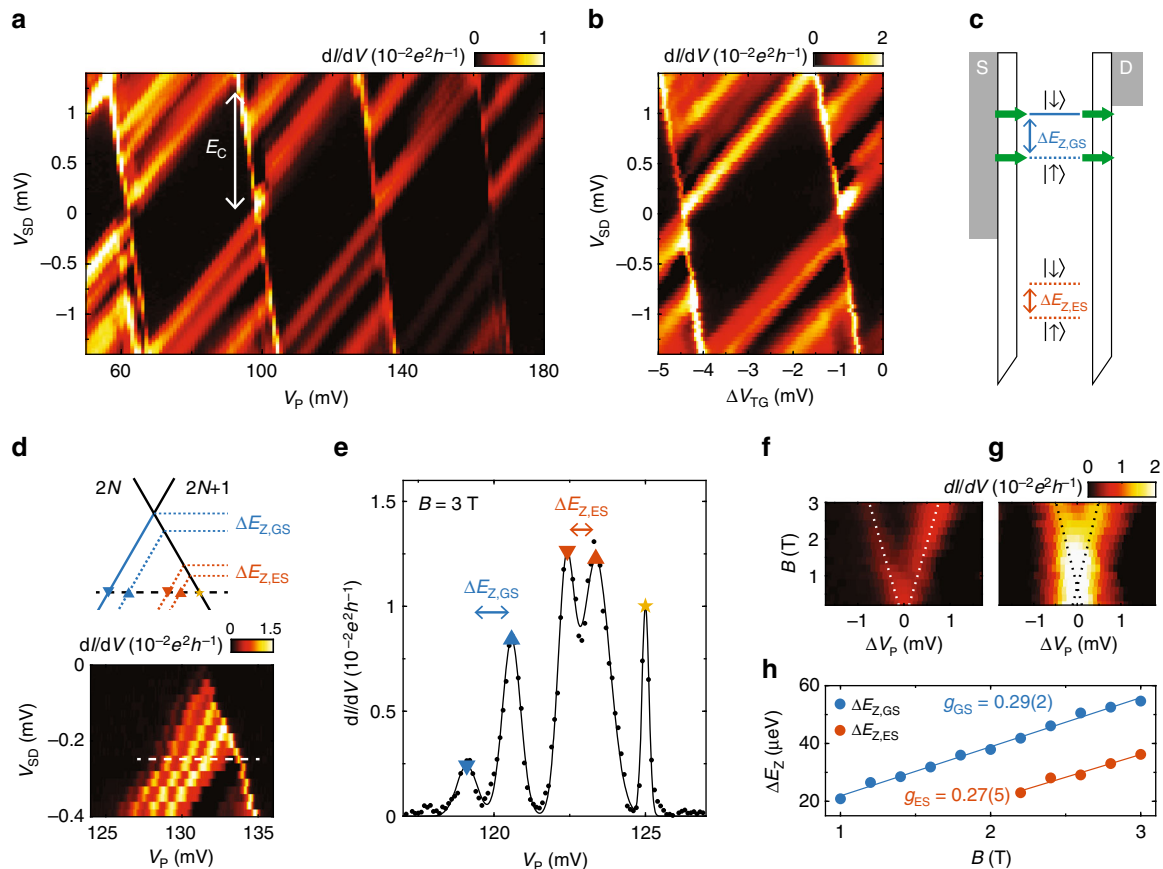 a
dI/dV (10⁻²e²h⁻¹)
0 1
V_SD (mV)
1
0.5
0
−0.5
−1
E_C
60 100 140 180
V_P (mV)
b
dI/dV (10⁻²e²h⁻¹)
0 2
V_SD (mV)
1
0.5
0
−0.5
−1
−5 −4 −3 −2 −1 0
ΔV_TG (mV)
c
S D
|↓⟩
ΔE_Z,GS
|↑⟩
|↓⟩
ΔE_Z,ES
|↑⟩
d
2N 2N+1
ΔE_Z,GS
ΔE_Z,ES
dI/dV (10⁻²e²h⁻¹) 0 1.5
V_SD (mV)
0
−0.2
−0.4
125 130 135
V_P (mV)
e
B = 3 T
ΔE_Z,ES
ΔE_Z,GS
dI/dV (10⁻²e²h⁻¹)
1.5
1
0.5
0
120 125
V_P (mV)
f
g
dI/dV (10⁻²e²h⁻¹) 0 1 2
B (T)
3
2
1
−1 0 1
ΔV_P (mV)
−1 0 1
ΔV_P (mV)
h
ΔE_Z (μeV)
60
40
20
ΔE_Z,GS
ΔE_Z,ES
g_GS = 0.29(2)
g_ES = 0.27(5)
1 2 3
B (T)